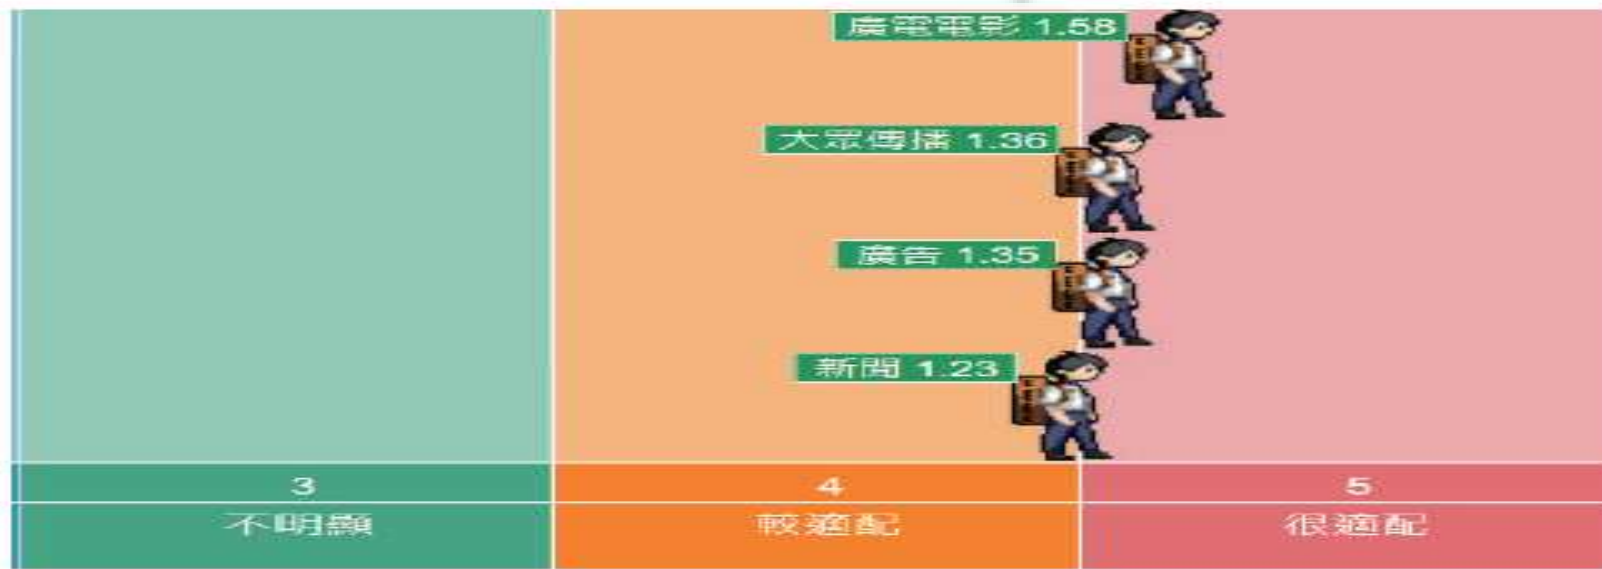 廣電電影 1.58
大眾傳播 1.36
廣告 1.35
新聞 1.23
3 4 5
不明顯 較適配 很適配